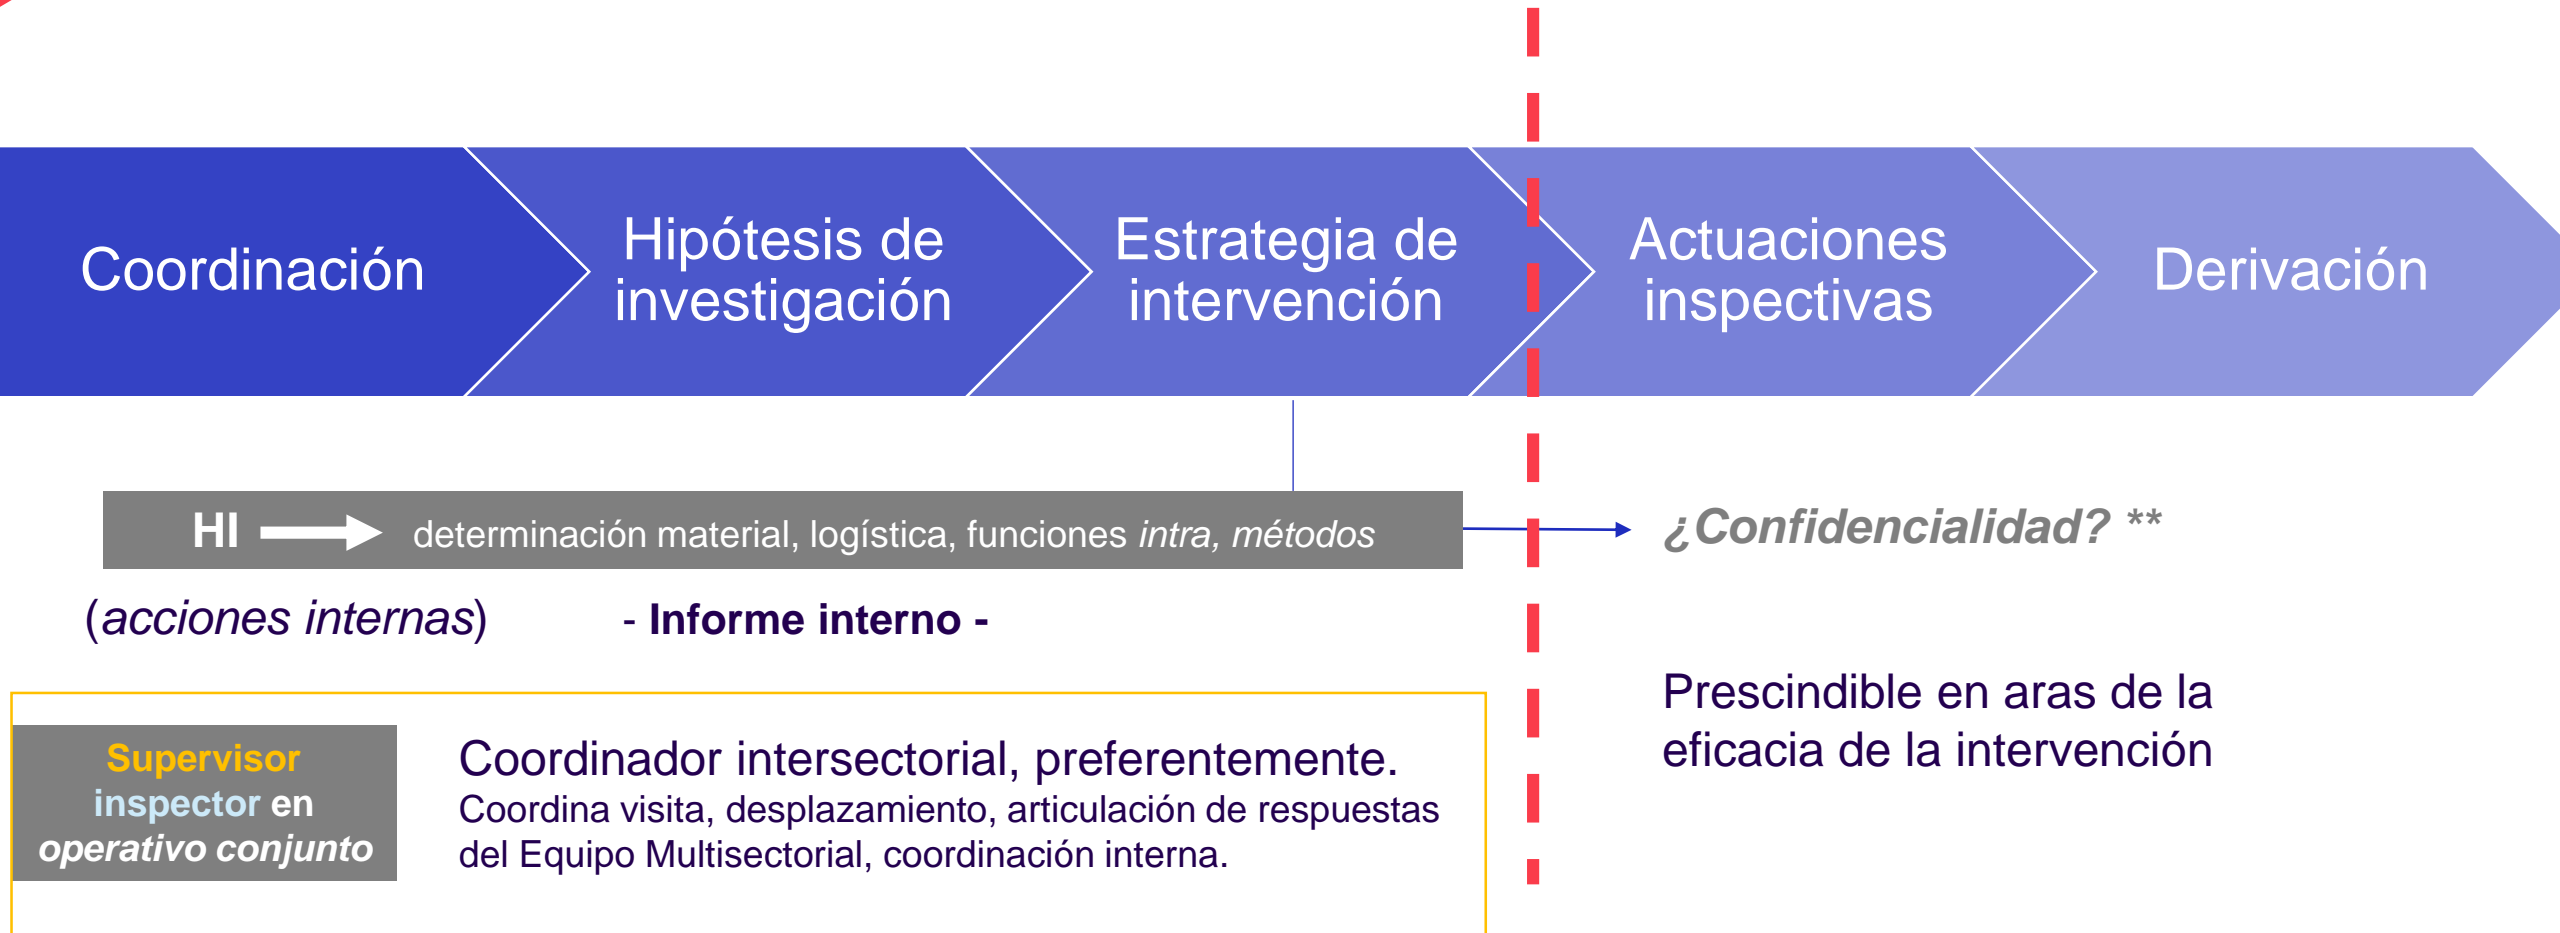 Coordinación
Hipótesis de
investigación
Estrategia de
intervención
Actuaciones
inspectivas
Derivación
HI determinación material, logística, funciones intra, métodos
¿Confidencialidad? **
(acciones internas) - Informe interno -
Prescindible en aras de la
eficacia de la intervención
Supervisor
inspector en
operativo conjunto
Coordinador intersectorial, preferentemente.
Coordina visita, desplazamiento, articulación de respuestas
del Equipo Multisectorial, coordinación interna.